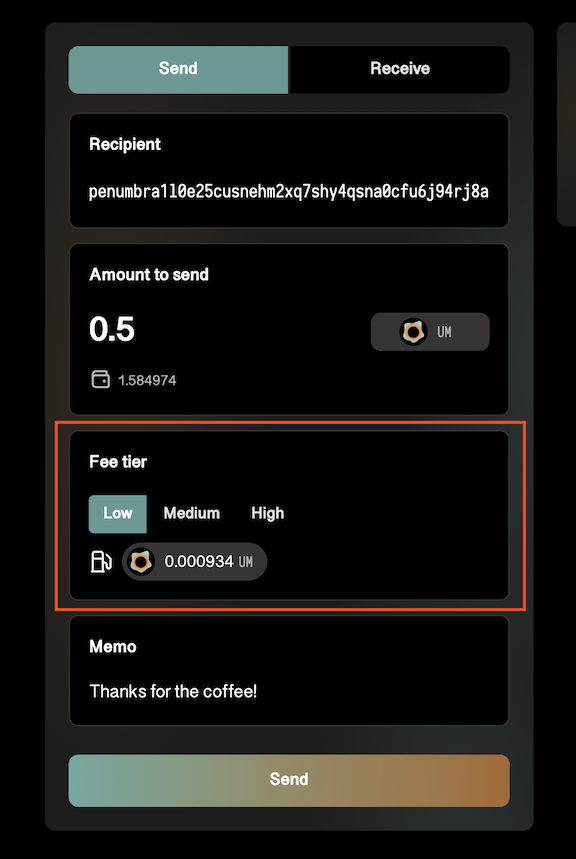 Send
Receive
Recipient
penumbra1l0e25cusnehm2xq7shy4qsna0cfu6j94rj8a
Amount to send
0.5
UM
1.584974
Fee tier
Low Medium High
0.000934 UM
Memo
Thanks for the coffee!
Send